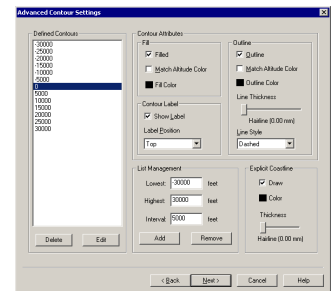 Advanced Contour Settings
Defined Contours
-30000
-25000
-20000
-15000
-10000
-5000
0
5000
10000
15000
20000
25000
30000
Delete
Edit
Contour Attributes
Fill
Filled
Match Altitude Color
Fill Color
Contour Label
Show Label
Label Position
Top
Outline
Outline
Match Altitude Color
Outline Color
Line Thickness
Hairline (0.00 mm)
Line Style
Dashed
List Management
Lowest: -30000 feet
Highest: 30000 feet
Interval: 5000 feet
Add
Remove
Explicit Coastline
Draw
Color
Thickness
Hairline (0.00 mm)
< Back
Next >
Cancel
Help